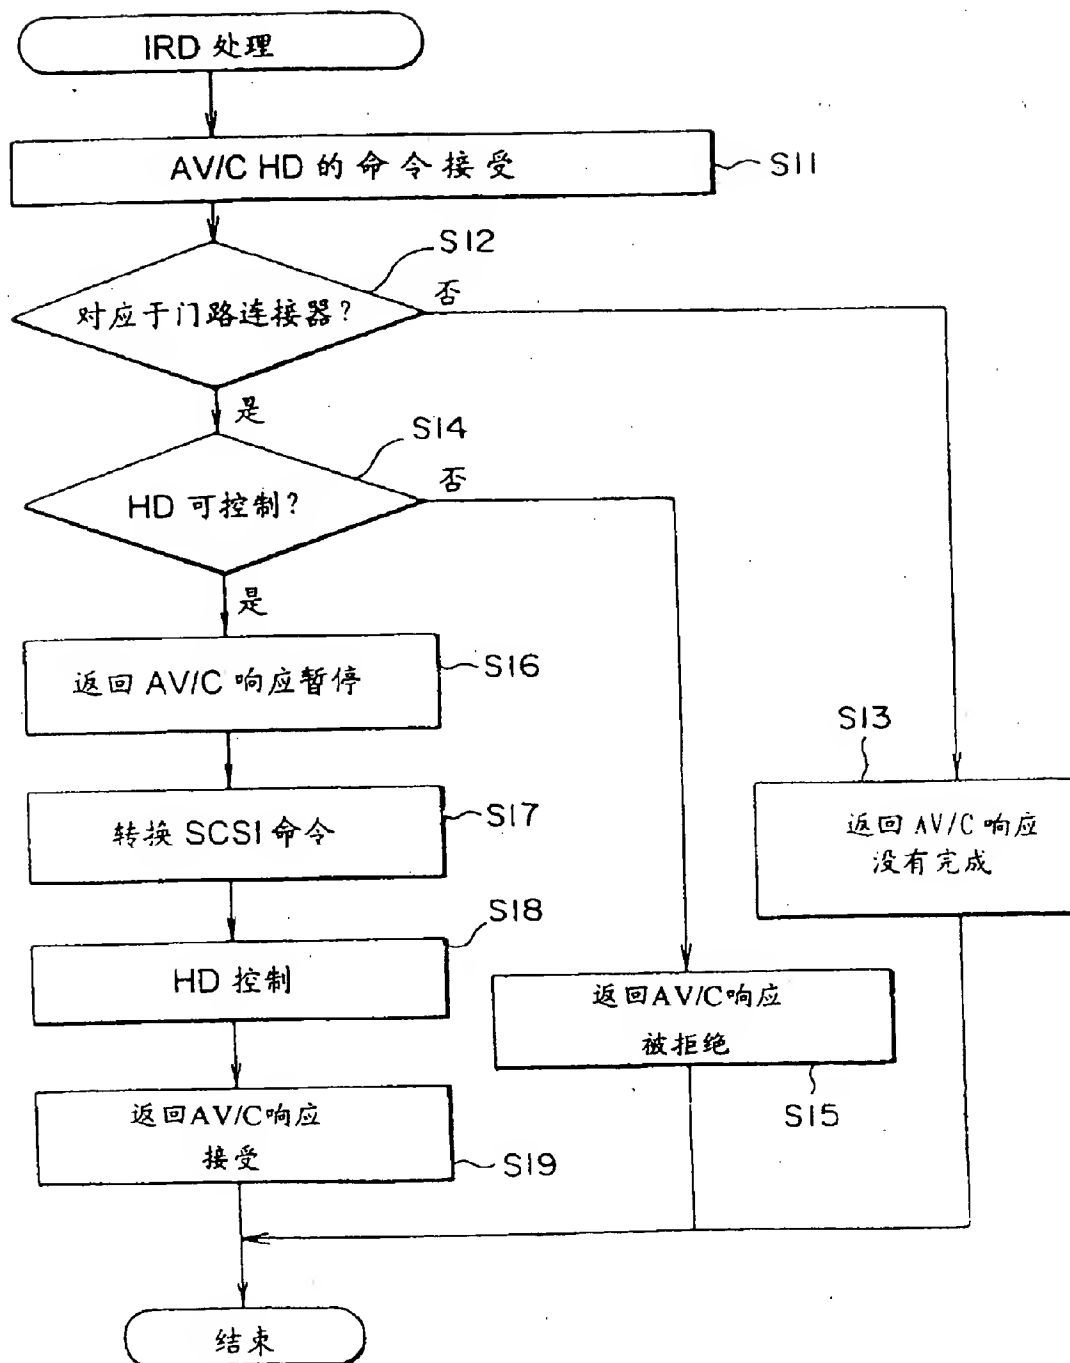 IRD 处理
AV/C HD 的命令接受
S11
S12
对应于门路连接器?
否
是
S14
HD 可控制?
否
是
返回 AV/C 响应暂停
S16
S13
转换 SCSI 命令
S17
返回 AV/C 响应
没有完成
S18
HD 控制
返回AV/C响应
被拒绝
S15
返回AV/C响应
接受
S19
结束